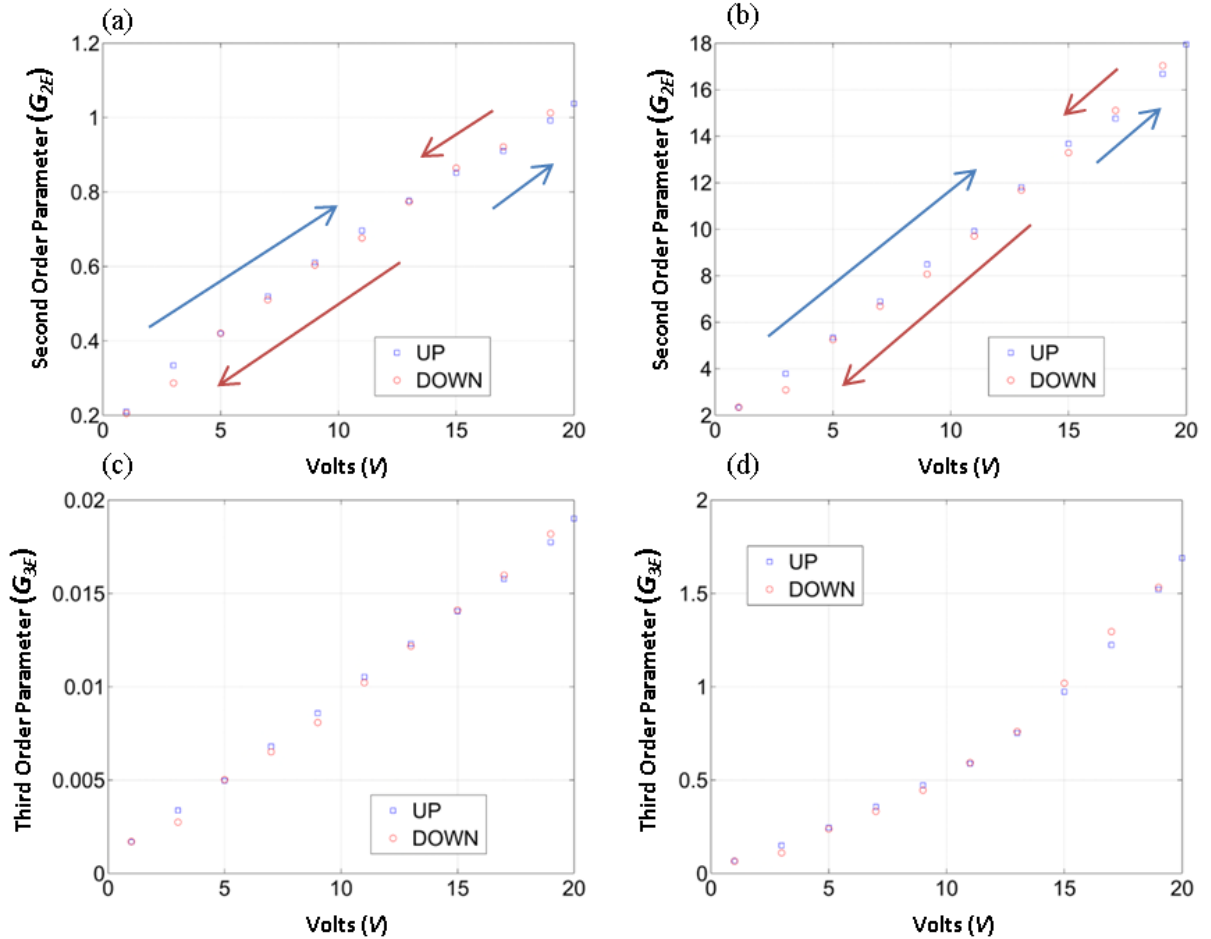 (a)
Second Order Parameter (G2E)
1.2
1
0.8
0.6
0.4
0.2
0
5
10
15
20
UP
DOWN
Volts (V)
(b)
Second Order Parameter (G2E)
18
16
14
12
10
8
6
4
2
0
5
10
15
20
UP
DOWN
Volts (V)
(c)
Third Order Parameter (G3E)
0.02
0.015
0.01
0.005
0
0
5
10
15
20
UP
DOWN
Volts (V)
(d)
Third Order Parameter (G3E)
2
1.5
1
0.5
0
0
5
10
15
20
UP
DOWN
Volts (V)